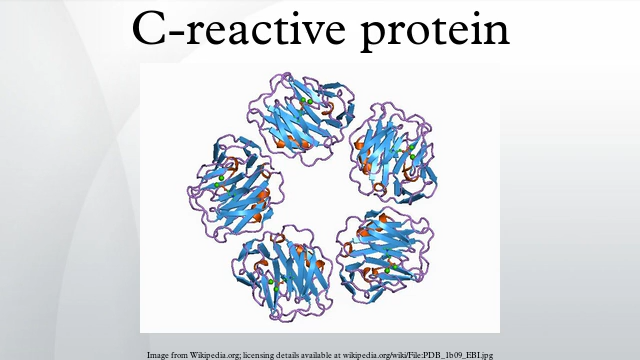 C-reactive protein
Image from Wikipedia.org; licensing details available at wikipedia.org/wiki/File:PDB_1b09_EBI.jpg